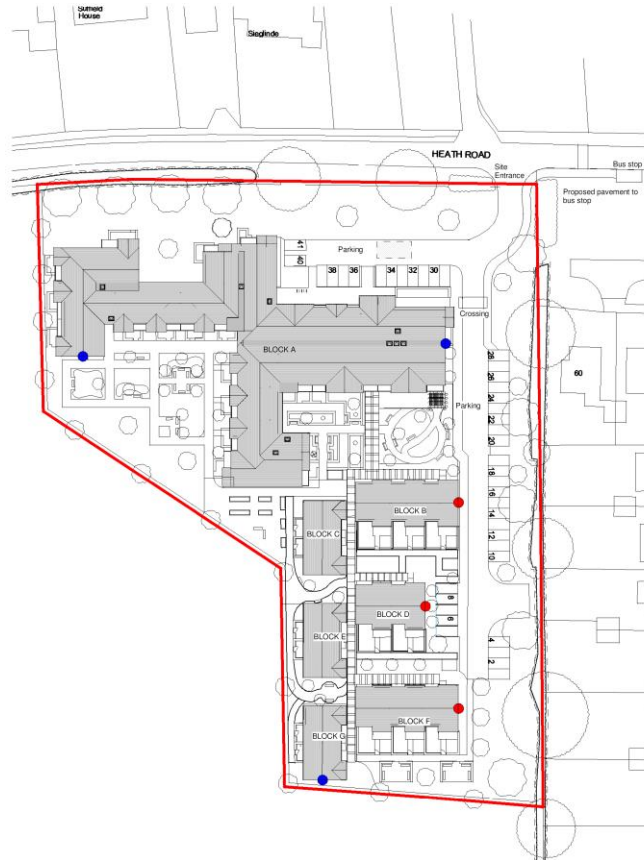 Suffield
House
Sieglinde
HEATH ROAD
Site
Entrance
Bus stop
Proposed pavement to
bus stop
41
40
Parking
38
36
34
32
30
Crossing
BLOCK A
28
26
24
22
20
60
Parking
18
16
14
12
10
BLOCK B
BLOCK C
BLOCK D
8
6
BLOCK E
4
2
BLOCK F
BLOCK G